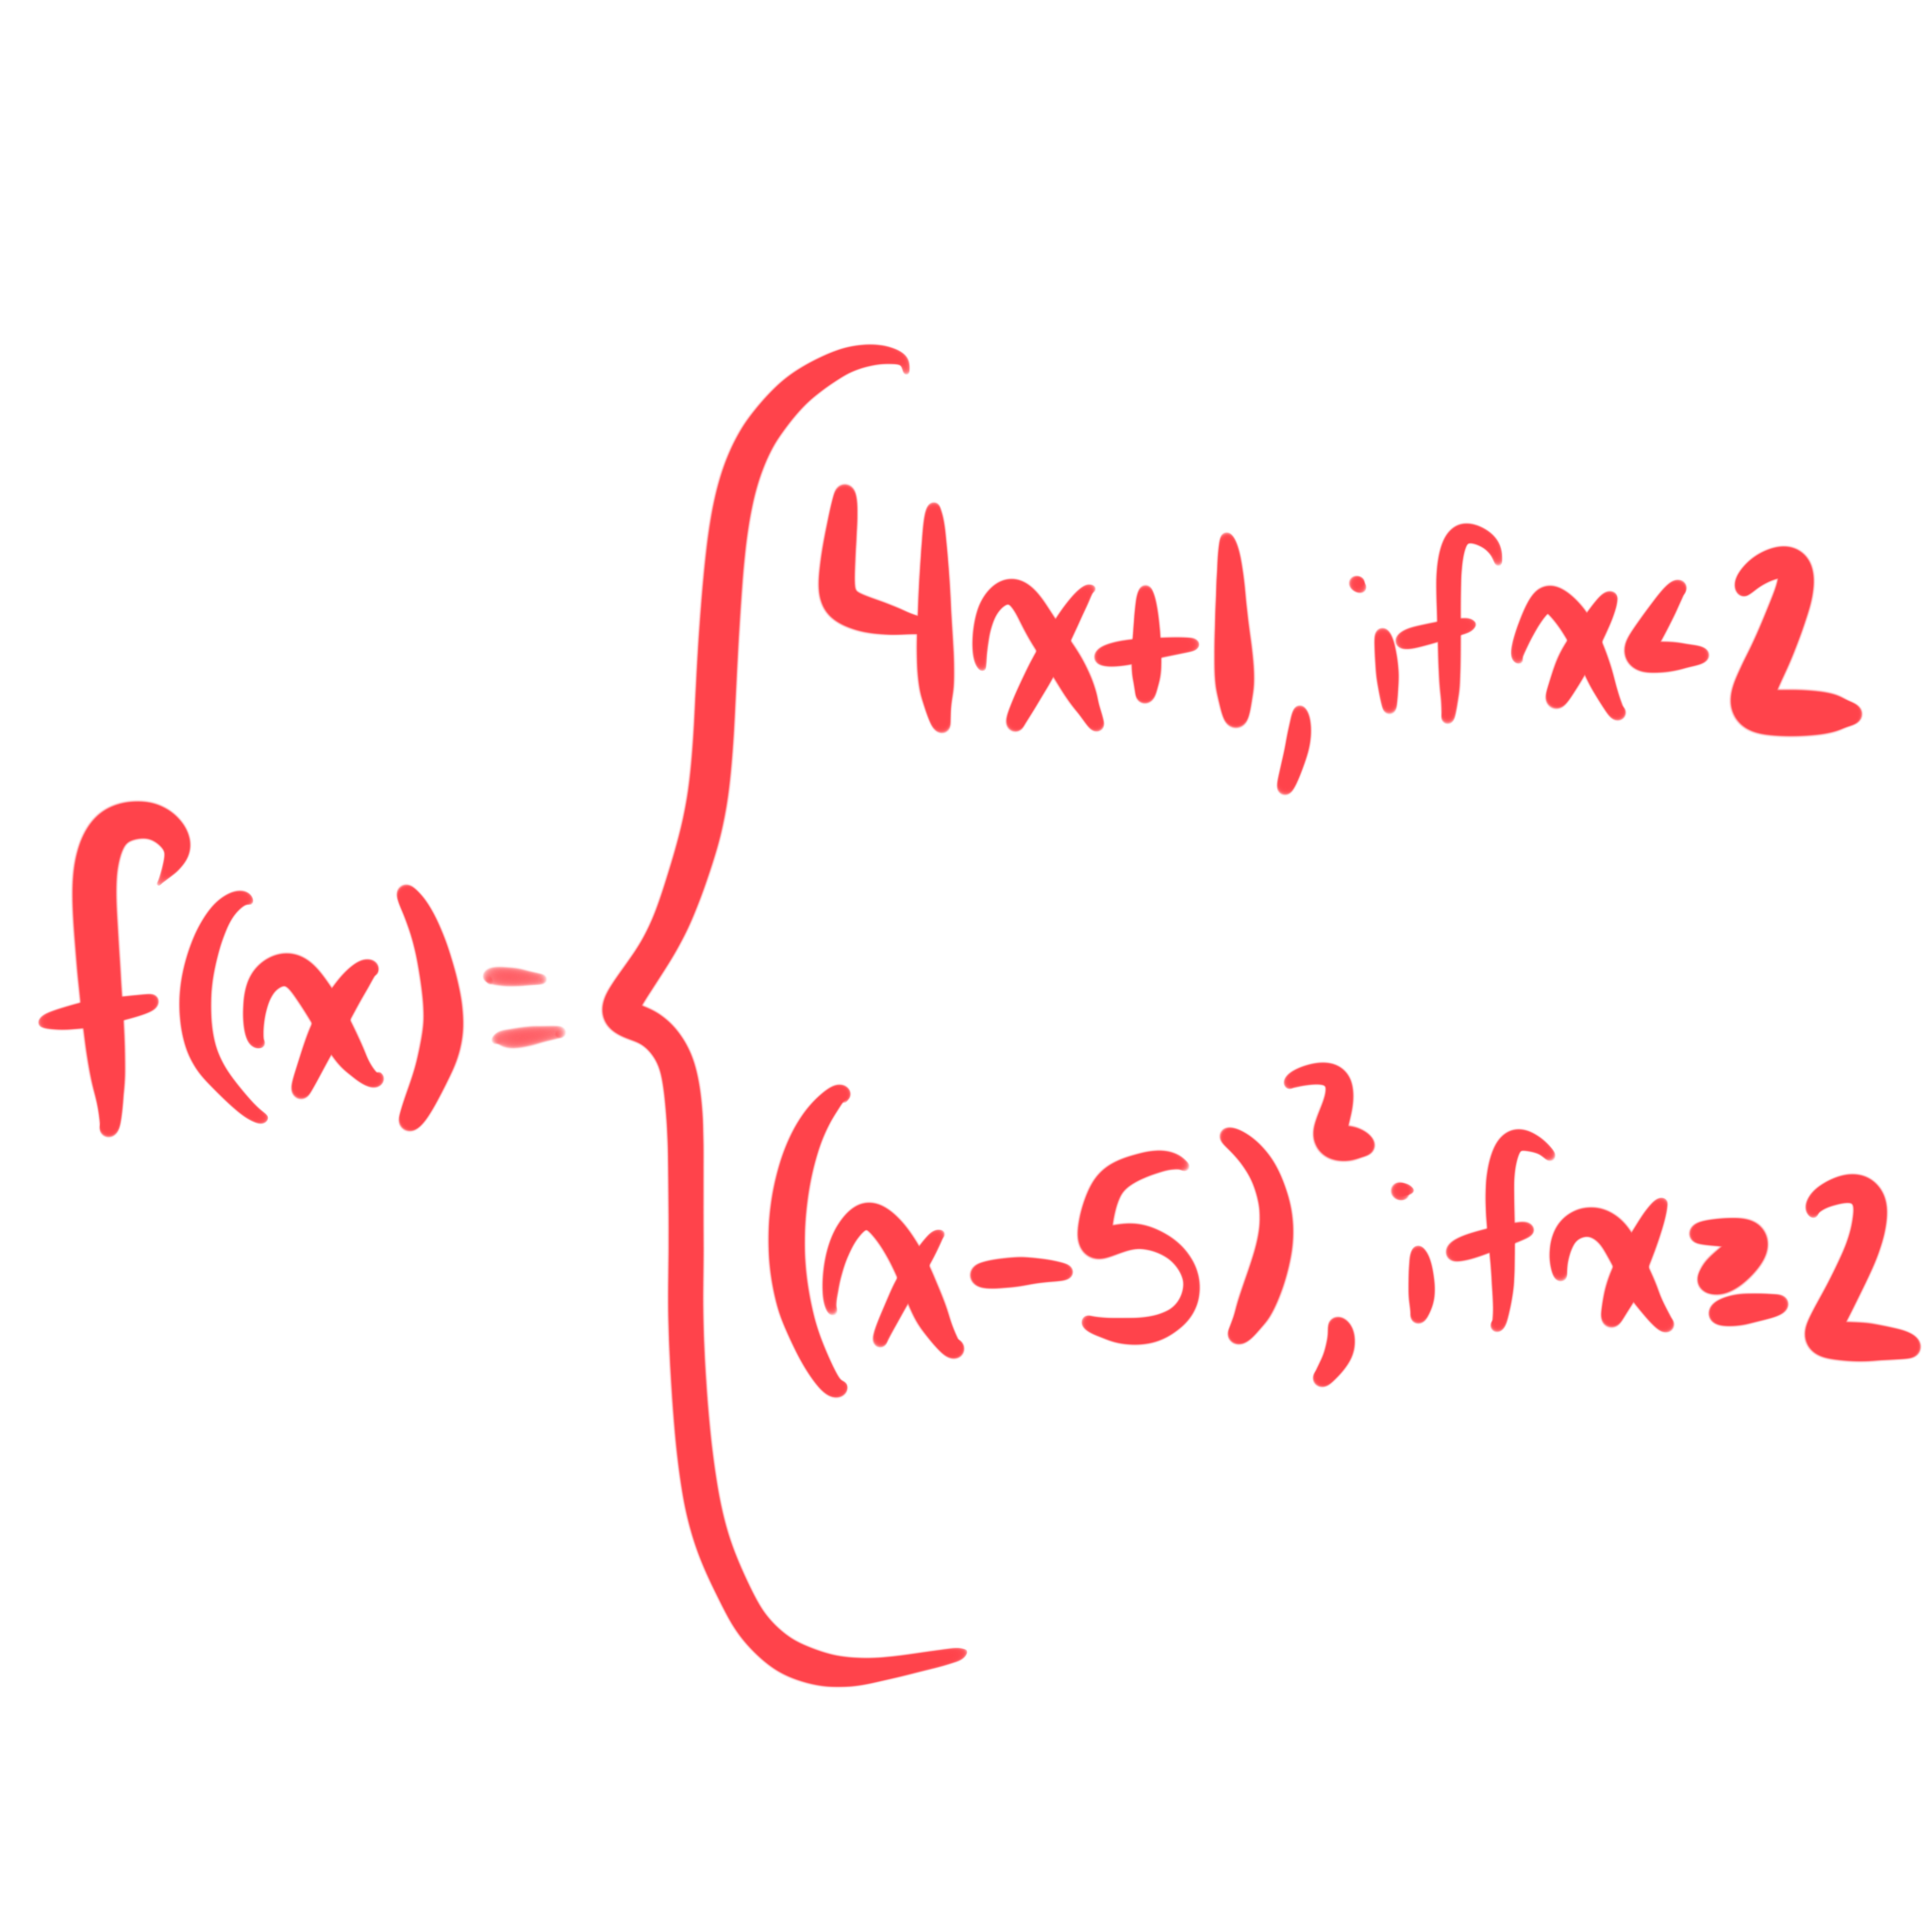 4x+1, if x<2
f(x)=
(x-5)², if x≥2